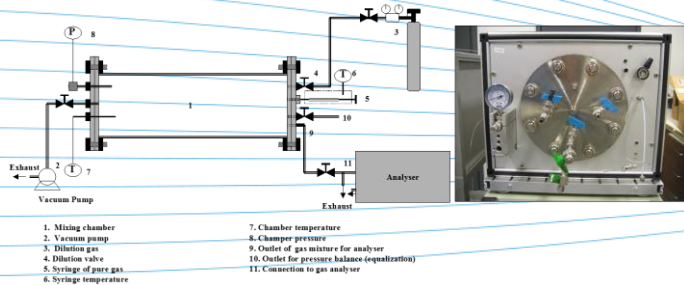 P 8
3
4 T 6
5
1
10
9
11
Exhaust 2 T 7
Analyser
Vacuum Pump
Exhaust
1. Mixing chamber
2. Vacuum pump
3. Dilution gas
4. Dilution valve
5. Syringe of pure gas
6. Syringe temperature
7. Chamber temperature
8. Champer pressure
9. Outlet of gas mixture for analyser
10. Outlet for pressure balance (equalization)
11. Connection to gas analyser